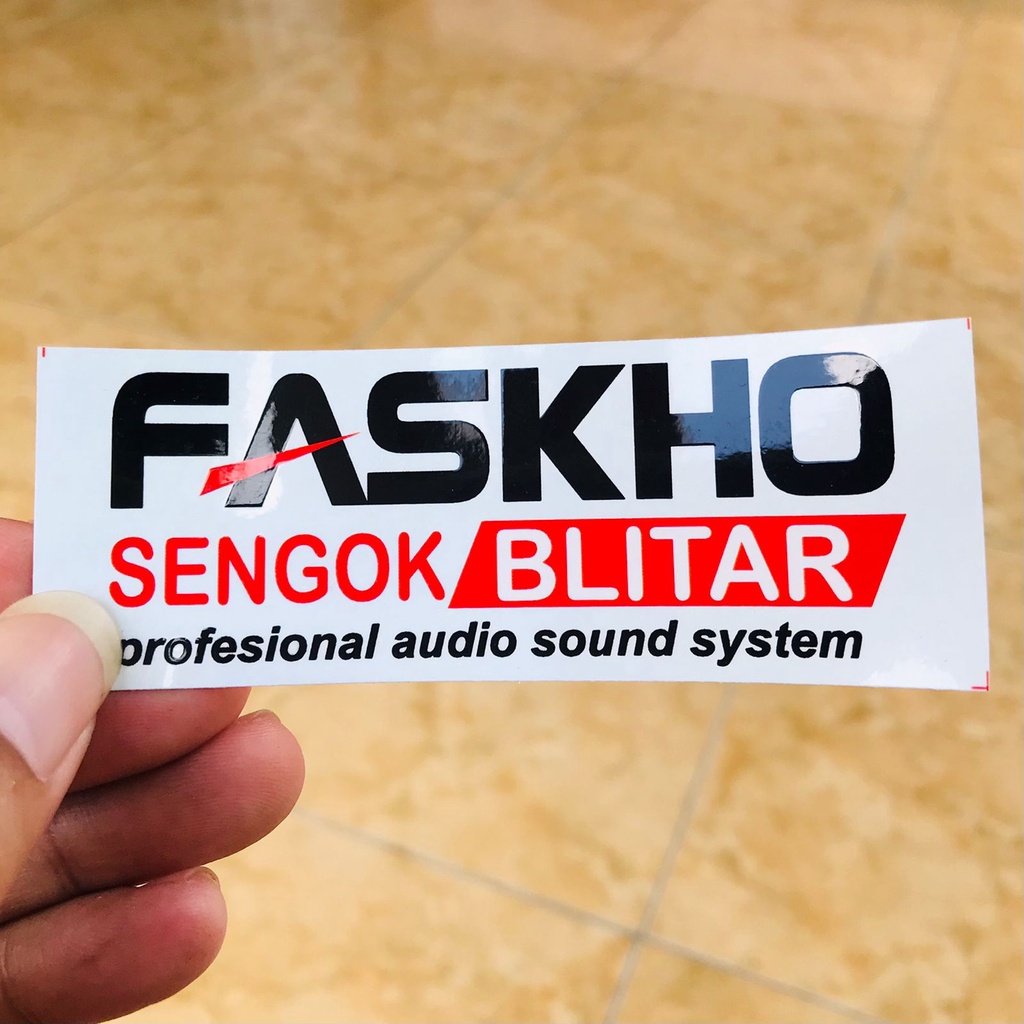 FASKHO
SENGOK BLITAR
profesional audio sound system